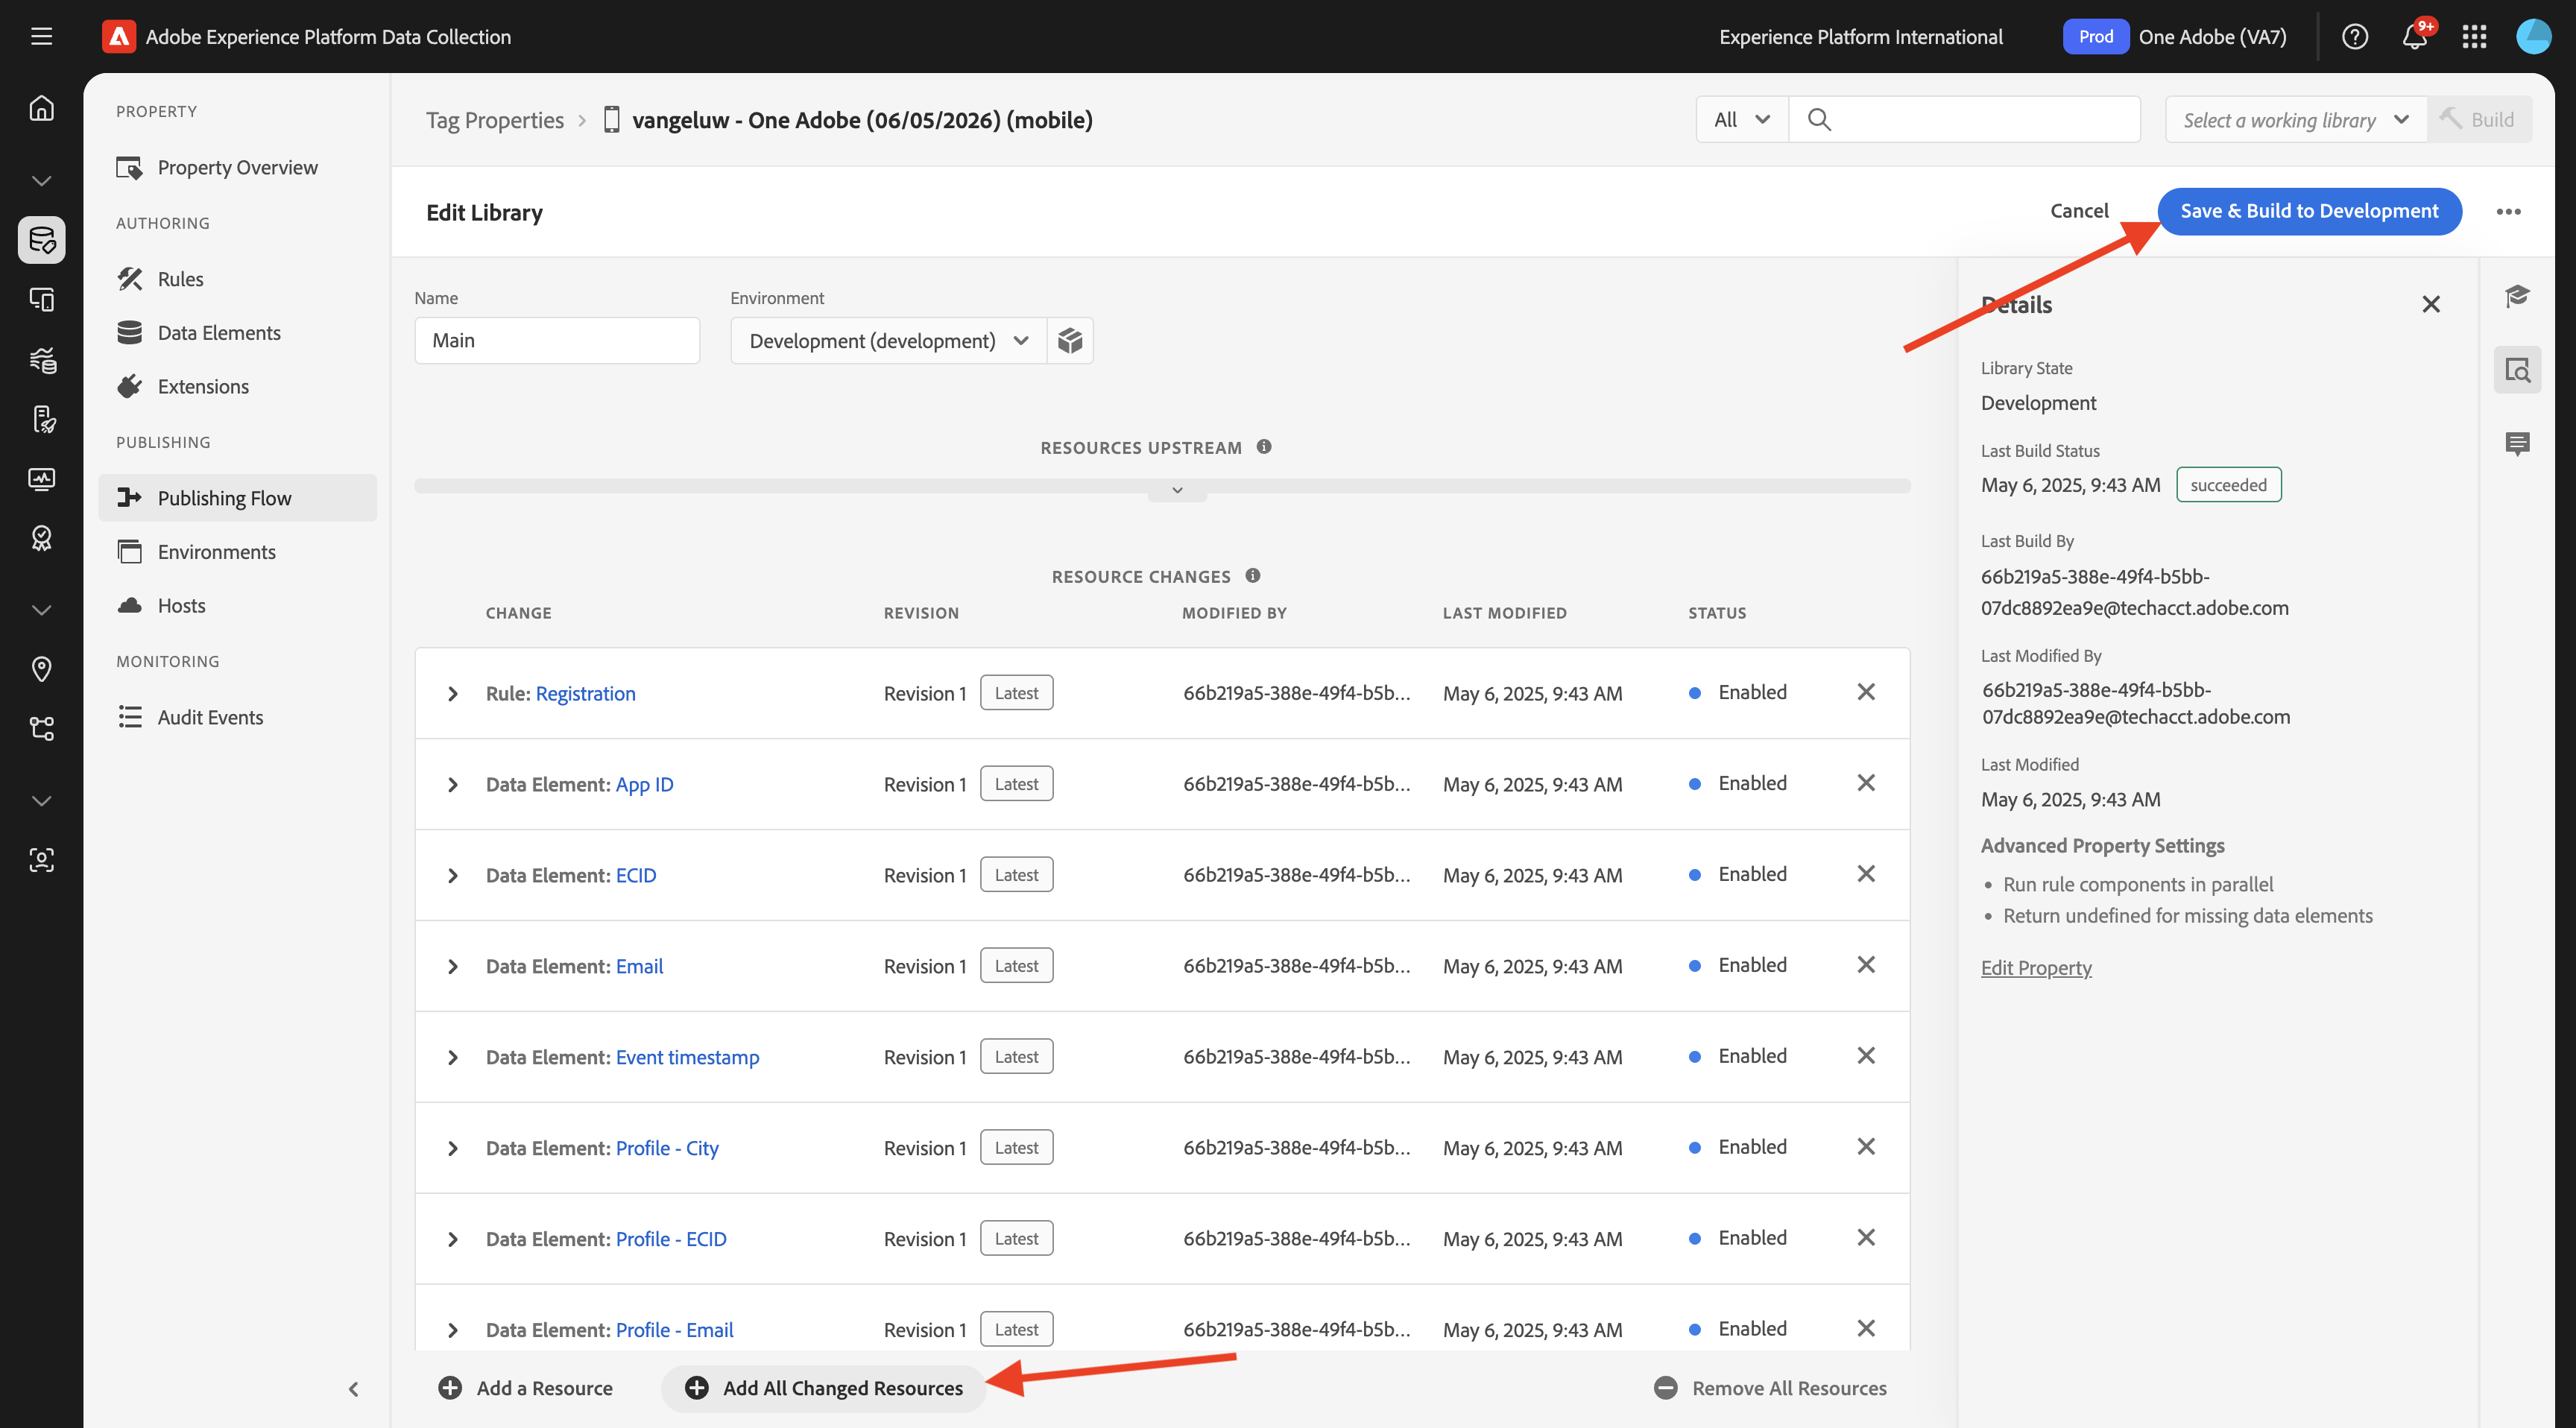 Adobe Experience Platform Data Collection
Experience Platform International
Prod
One Adobe (VA7)
9+
PROPERTY
Property Overview
AUTHORING
Rules
Data Elements
Extensions
PUBLISHING
Publishing Flow
Environments
Hosts
MONITORING
Audit Events
Tag Properties
vangeluw - One Adobe (06/05/2026) (mobile)
All
Select a working library
Build
Edit Library
Cancel
Save & Build to Development
Name
Main
Environment
Development (development)
RESOURCES UPSTREAM
RESOURCE CHANGES
CHANGE REVISION MODIFIED BY LAST MODIFIED STATUS
Rule: Registration Revision 1 Latest 66b219a5-388e-49f4-b5b... May 6, 2025, 9:43 AM Enabled
Data Element: App ID Revision 1 Latest 66b219a5-388e-49f4-b5b... May 6, 2025, 9:43 AM Enabled
Data Element: ECID Revision 1 Latest 66b219a5-388e-49f4-b5b... May 6, 2025, 9:43 AM Enabled
Data Element: Email Revision 1 Latest 66b219a5-388e-49f4-b5b... May 6, 2025, 9:43 AM Enabled
Data Element: Event timestamp Revision 1 Latest 66b219a5-388e-49f4-b5b... May 6, 2025, 9:43 AM Enabled
Data Element: Profile - City Revision 1 Latest 66b219a5-388e-49f4-b5b... May 6, 2025, 9:43 AM Enabled
Data Element: Profile - ECID Revision 1 Latest 66b219a5-388e-49f4-b5b... May 6, 2025, 9:43 AM Enabled
Data Element: Profile - Email Revision 1 Latest 66b219a5-388e-49f4-b5b... May 6, 2025, 9:43 AM Enabled
Add a Resource
Add All Changed Resources
Remove All Resources
Details
Library State
Development
Last Build Status
May 6, 2025, 9:43 AM succeeded
Last Build By
66b219a5-388e-49f4-b5bb-
07dc8892ea9e@techacct.adobe.com
Last Modified By
66b219a5-388e-49f4-b5bb-
07dc8892ea9e@techacct.adobe.com
Last Modified
May 6, 2025, 9:43 AM
Advanced Property Settings
• Run rule components in parallel
• Return undefined for missing data elements
Edit Property